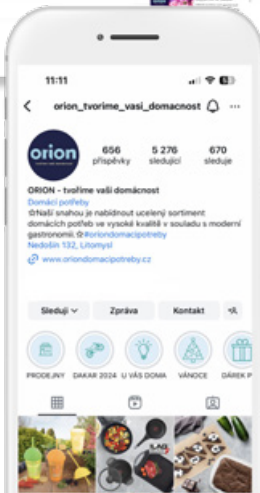 11:11
orion_tvorime_vasi_domacnost
orion
656 5 276 670
příspěvky sledující sleduje
ORION - tvoříme vaši domácnost
Domácí potřeby
☆Naší snahou je nabídnout ucelený sortiment
domácích potřeb ve vysoké kvalitě v souladu s moderní
gastronomií.☆#oriondomacipotreby
Nedošín 132, Litomysl
www.oriondomacipotreby.cz
Sleduji Zpráva Kontakt
PRODEJNY DAKAR 2024 U VÁS DOMA VÁNOCE DÁREK P